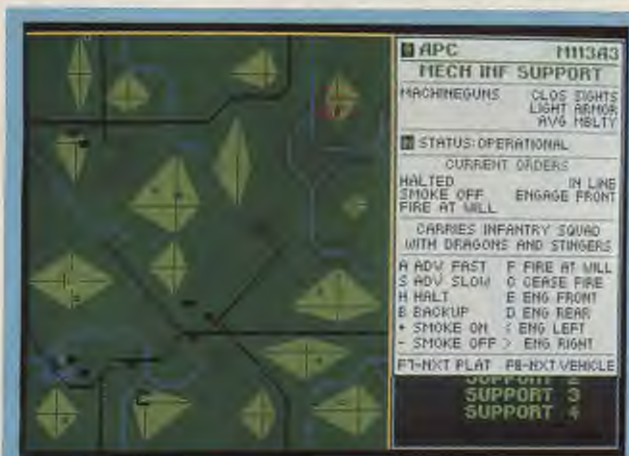 APC M113A3
MECH INF SUPPORT
MACHINEGUNS CLOS SIGHTS
LIGHT ARMOR
AVG MBLTY
STATUS:OPERATIONAL
CURRENT ORDERS
HALTED IN LINE
SMOKE OFF ENGAGE FRONT
FIRE AT WILL
CARRIES INFANTRY SQUAD
WITH DRAGONS AND STINGERS
A ADV FAST F FIRE AT WILL
S ADV SLOW C CEASE FIRE
H HALT E ENG FRONT
B BACKUP D ENG REAR
+ SMOKE ON < ENG LEFT
- SMOKE OFF > ENG RIGHT
F7-NXT PLAT F8-NXT VEHICLE
SUPPORT 2
SUPPORT 3
SUPPORT 4